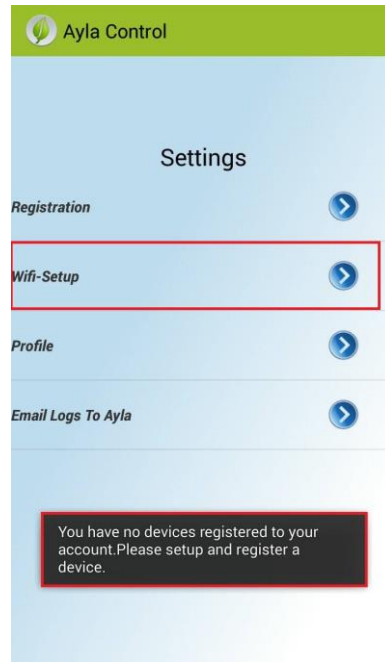 Ayla Control
Settings
Registration
Wifi-Setup
Profile
Email Logs To Ayla
You have no devices registered to your
account.Please setup and register a
device.